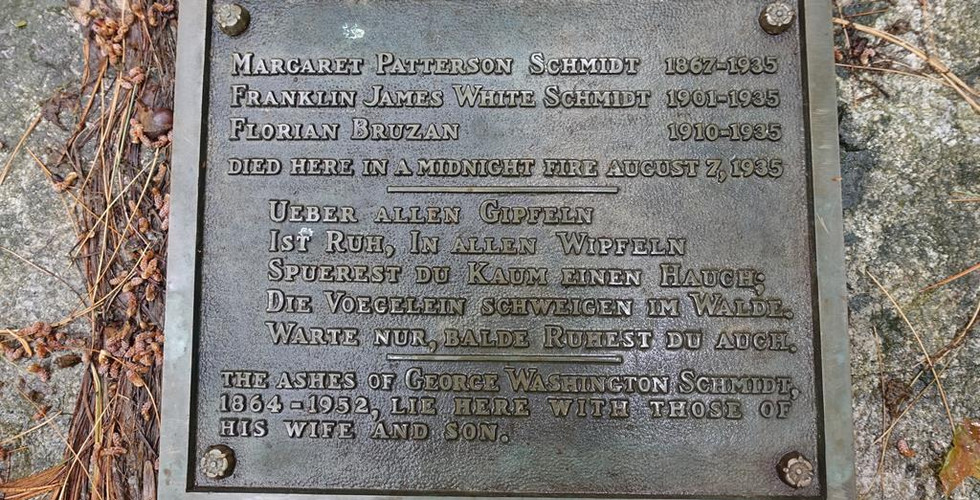 MARGARET PATTERSON SCHMIDT 1867-1935
FRANKLIN JAMES WHITE SCHMIDT 1901-1935
FLORIAN BRUZAN 1910-1935
DIED HERE IN A MIDNIGHT FIRE AUGUST 7, 1935
UEBER ALLEN GIPFELN
IST RUH, IN ALLEN WIPFELN
SPUEREST DU KAUM EINEN HAUCH;
DIE VOEGELEIN SCHWEIGEN IM WALDE.
WARTE NUR, BALDE RUHEST DU AUCH.
THE ASHES OF GEORGE WASHINGTON SCHMIDT,
1864-1952, LIE HERE WITH THOSE OF
HIS WIFE AND SON.